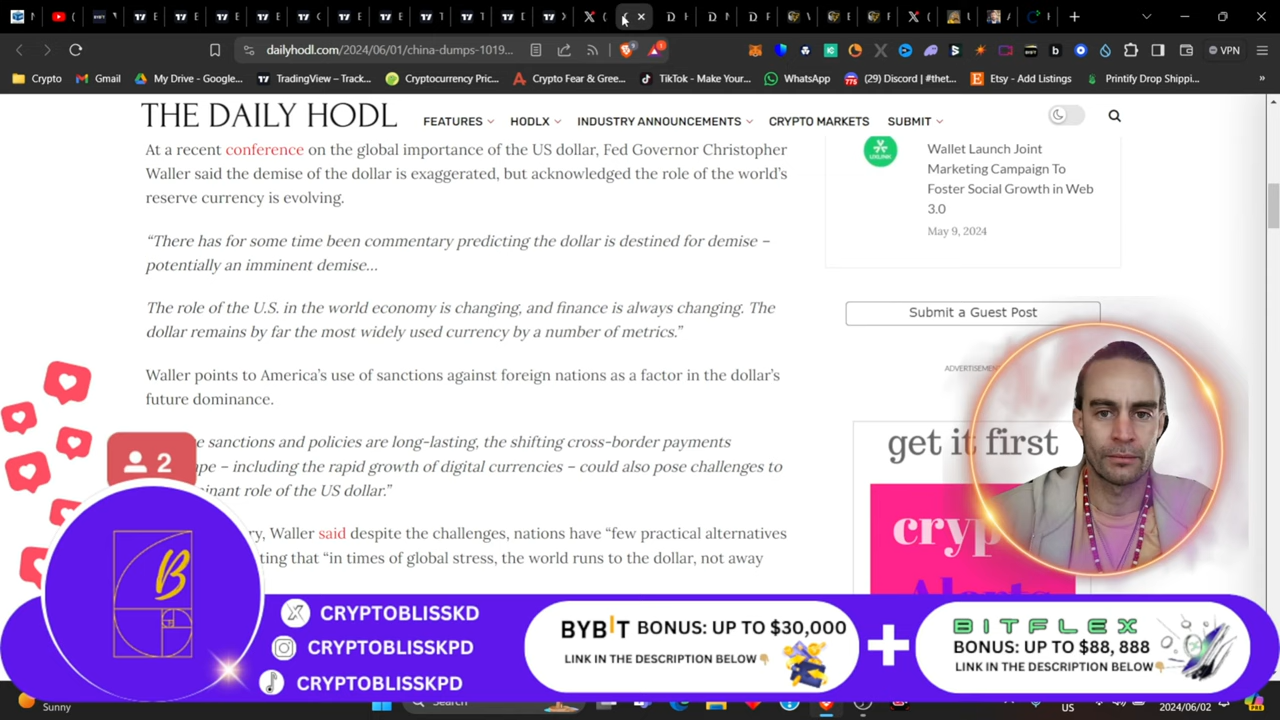 dailyhodl.com/2024/06/01/china-dumps-1019...
VPN
Crypto
Gmail
My Drive - Google...
TradingView – Track...
Cryptocurrency Pric...
Crypto Fear & Gree...
TikTok - Make Your...
WhatsApp
(29) Discord | #thet...
Etsy - Add Listings
Printify Drop Shippi...
THE DAILY HODL
FEATURES
HODLX
INDUSTRY ANNOUNCEMENTS
CRYPTO MARKETS
SUBMIT
At a recent conference on the global importance of the US dollar, Fed Governor Christopher
Waller said the demise of the dollar is exaggerated, but acknowledged the role of the world's
reserve currency is evolving.
“There has for some time been commentary predicting the dollar is destined for demise –
potentially an imminent demise…
The role of the U.S. in the world economy is changing, and finance is always changing. The
dollar remains by far the most widely used currency by a number of metrics.”
Waller points to America's use of sanctions against foreign nations as a factor in the dollar's
future dominance.
sanctions and policies are long-lasting, the shifting cross-border payments
– including the rapid growth of digital currencies – could also pose challenges to
role of the US dollar.”
Waller said despite the challenges, nations have “few practical alternatives
that “in times of global stress, the world runs to the dollar, not away
Wallet Launch Joint
Marketing Campaign To
Foster Social Growth in Web
3.0
May 9, 2024
Submit a Guest Post
get it first
2
B
CRYPTOBLISSKD
CRYPTOBLISSKPD
CRYPTOBLISSKPD
BYBIT BONUS: UP TO $30,000
LINK IN THE DESCRIPTION BELOW
BITFLEX
BONUS: UP TO $88, 888
LINK IN THE DESCRIPTION BELOW
Sunny
Search
US
2024/06/02